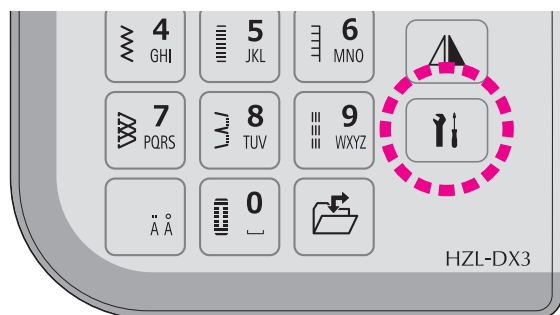 4 5 6
GHI JKL MNO
7 8 9
PQRS TUV WXYZ
Ä Å 0
HZL-DX3